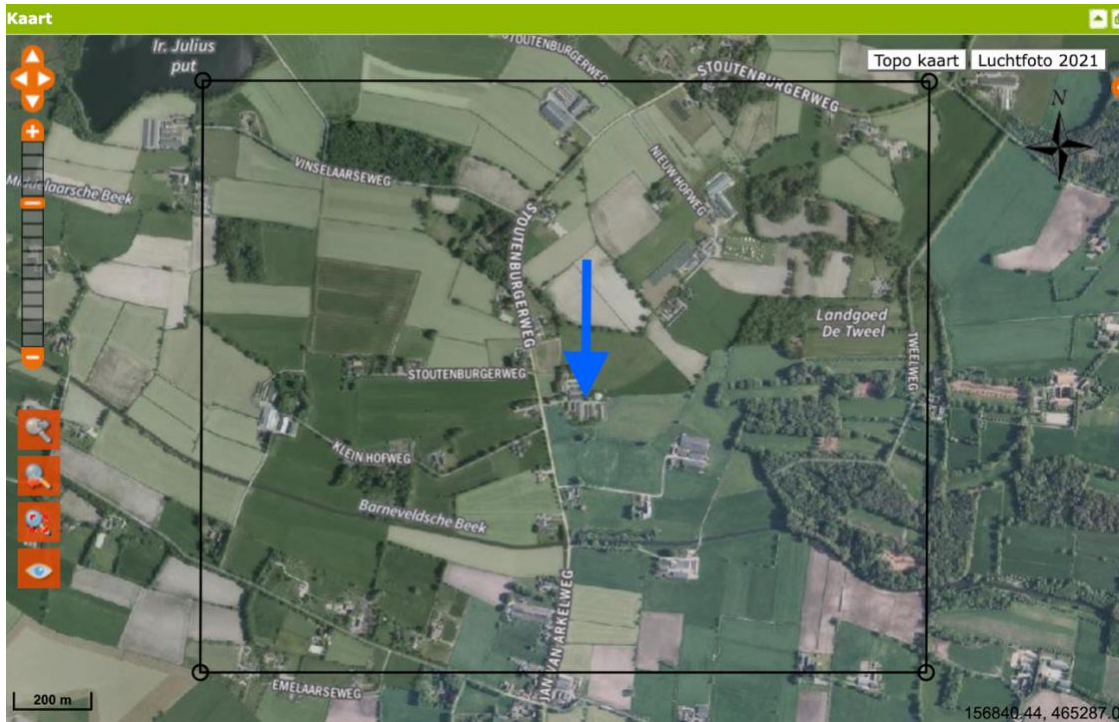 Kaart
Ir. Julius
put
STOUTENBURGERWEG
STOUTENBURGERWEG
Topo kaart
Luchtfoto 2021
N
VINSELAARSEWEG
NIEUW HOFWEG
Middelaarsche Beek
STOUTENBURGERWEG
Landgoed
De Tweel
TWEELWEG
STOUTENBURGERWEG
KLEIN HOFWEG
Barneveldsche Beek
JAN VAN ARKELWEG
EMELAARSEWEG
200 m
156840.44, 465287.0